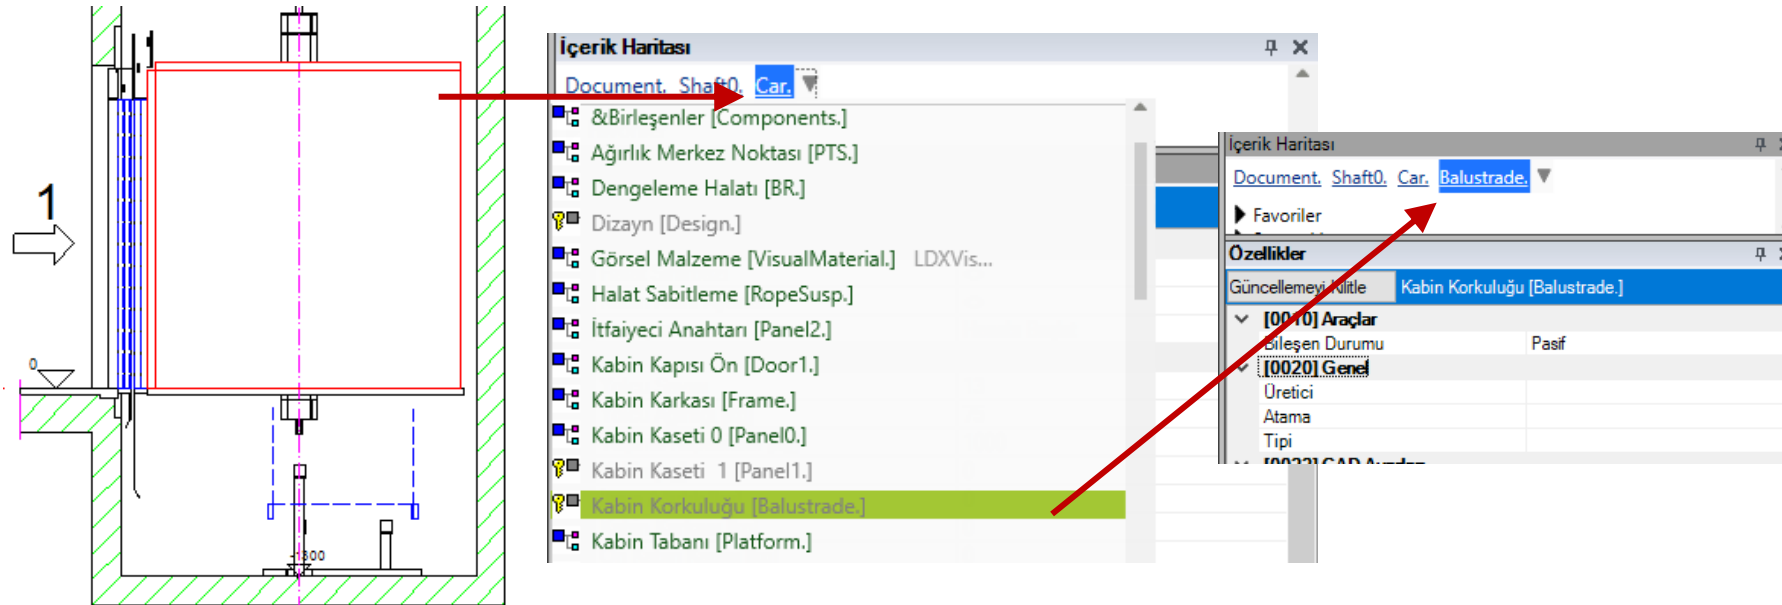 1
0
-1300
İçerik Haritası
Document. Shaft0. Car.
&Birleşenler [Components.]
Ağırlık Merkez Noktası [PTS.]
Dengeleme Halatı [BR.]
Dizayn [Design.]
Görsel Malzeme [VisualMaterial.] LDXVis...
Halat Sabitleme [RopeSusp.]
İtfaiyeci Anahtarı [Panel2.]
Kabin Kapısı Ön [Door1.]
Kabin Karkası [Frame.]
Kabin Kaseti 0 [Panel0.]
Kabin Kaseti 1 [Panel1.]
Kabin Korkuluğu [Balustrade.]
Kabin Tabanı [Platform.]
İçerik Haritası
Document. Shaft0. Car. Balustrade.
Favoriler
Özellikler
Güncellemeyi Kilitle Kabin Korkuluğu [Balustrade.]
[0010] Araçlar
Bileşen Durumu Pasif
[0020] Genel
Üretici
Atama
Tipi